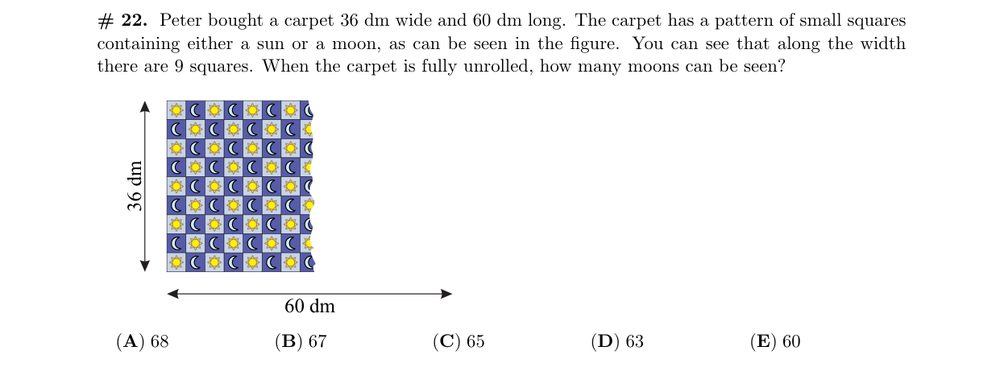 # 22. Peter bought a carpet 36 dm wide and 60 dm long. The carpet has a pattern of small squares
containing either a sun or a moon, as can be seen in the figure. You can see that along the width
there are 9 squares. When the carpet is fully unrolled, how many moons can be seen?
36 dm
60 dm
(A) 68 (B) 67 (C) 65 (D) 63 (E) 60